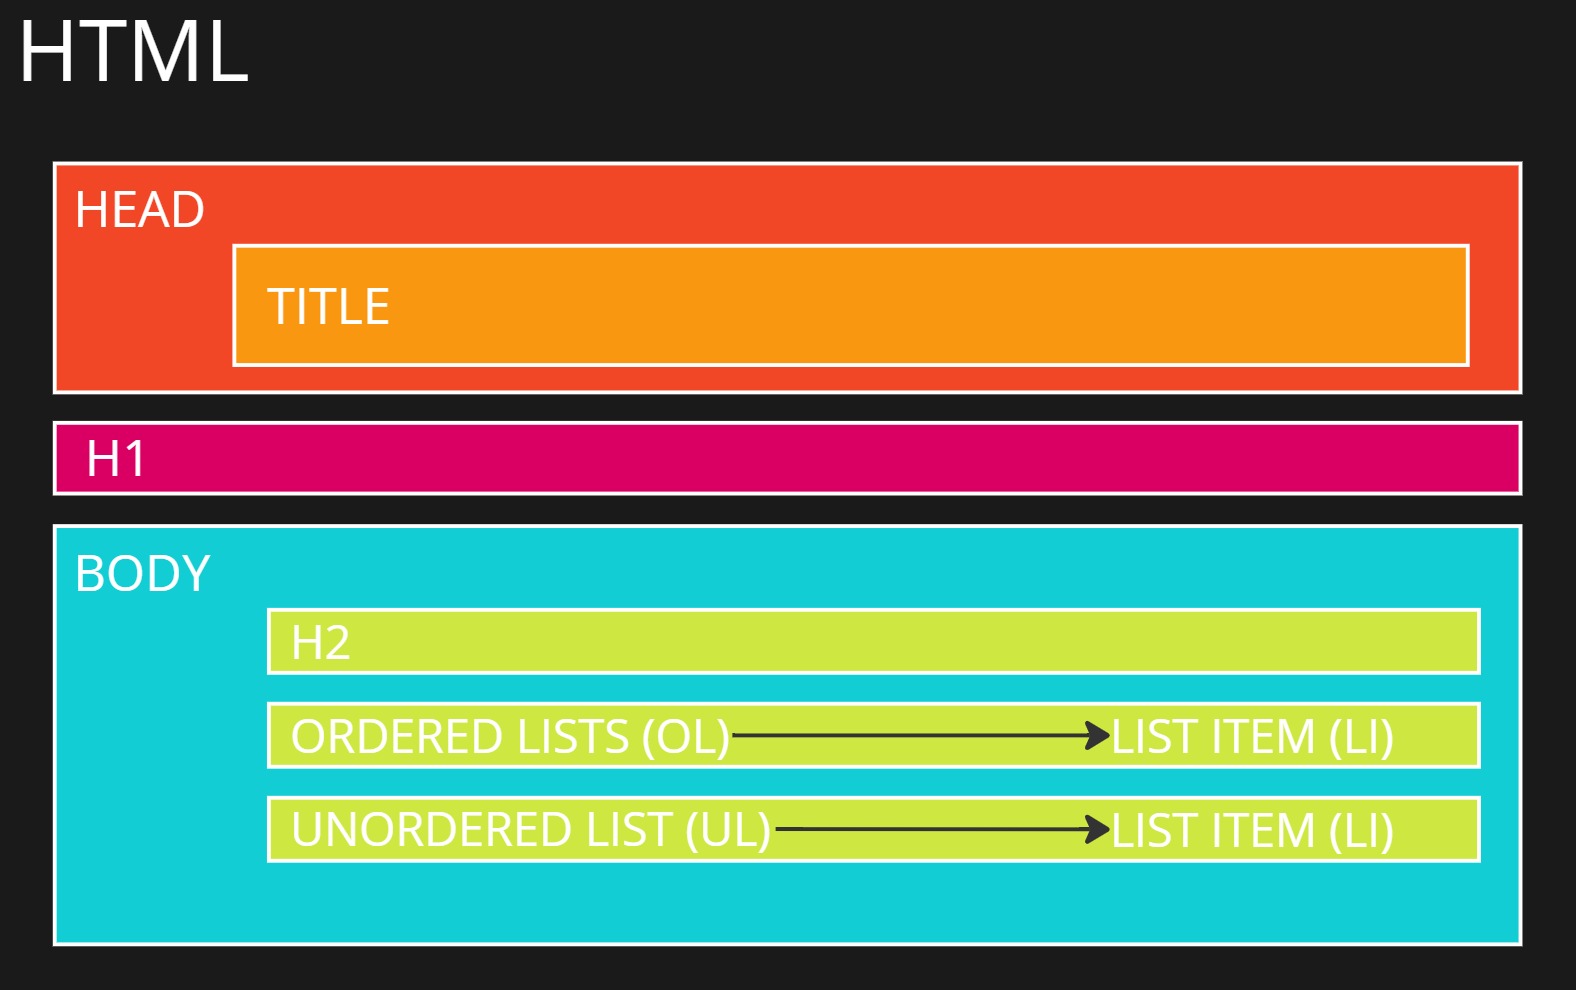 HTML
HEAD
TITLE
H1
BODY
H2
ORDERED LISTS (OL) LIST ITEM (LI)
UNORDERED LIST (UL) LIST ITEM (LI)